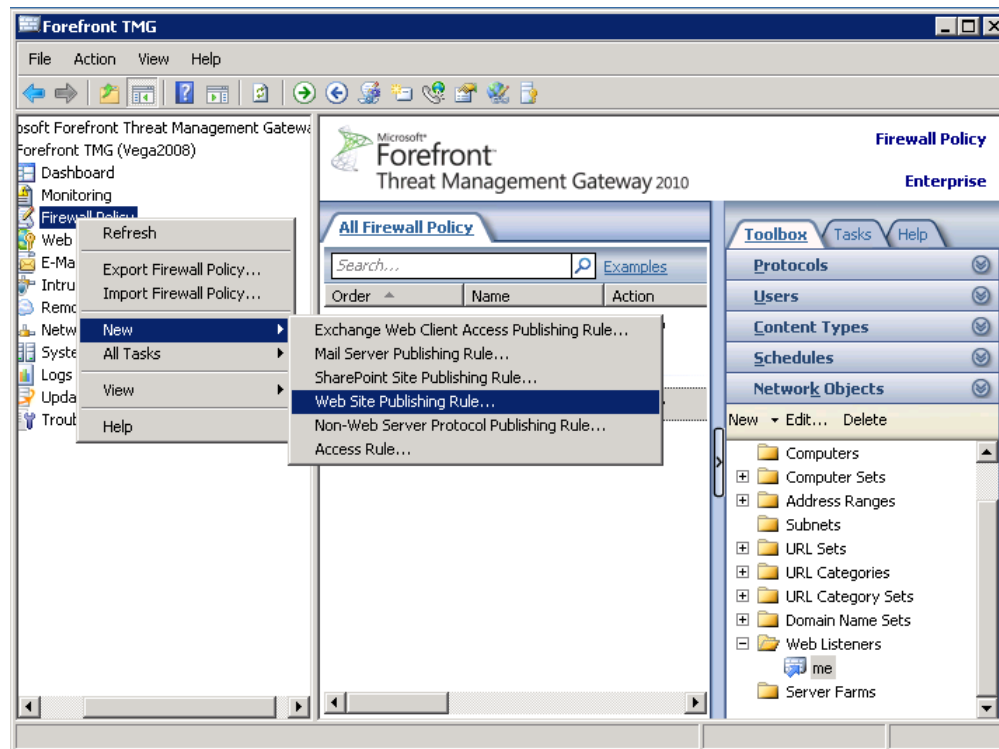 Forefront TMG
File Action View Help
osoft Forefront Threat Management Gatewa
Forefront TMG (Vega2008)
Dashboard
Monitoring
Firewall Policy
Web
E-Ma
Intru
Remo
Netw
Syste
Logs
Upda
Troub
Refresh
Export Firewall Policy...
Import Firewall Policy...
New
All Tasks
View
Help
Exchange Web Client Access Publishing Rule...
Mail Server Publishing Rule...
SharePoint Site Publishing Rule...
Web Site Publishing Rule...
Non-Web Server Protocol Publishing Rule...
Access Rule...
Microsoft
Forefront
Threat Management Gateway 2010
Firewall Policy
Enterprise
All Firewall Policy
Search... Examples
Order Name Action
Toolbox Tasks Help
Protocols
Users
Content Types
Schedules
Network Objects
New Edit... Delete
Computers
Computer Sets
Address Ranges
Subnets
URL Sets
URL Categories
URL Category Sets
Domain Name Sets
Web Listeners
me
Server Farms